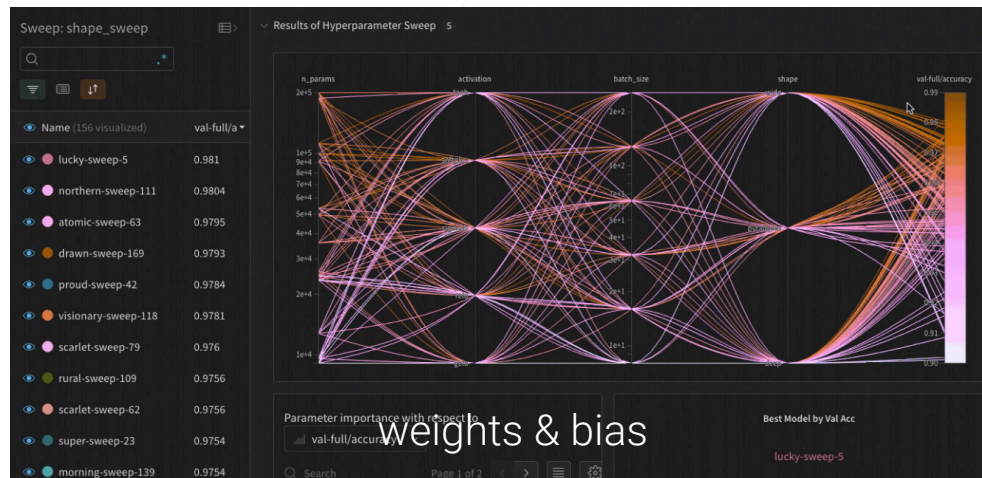 Sweep: shape_sweep
Results of Hyperparameter Sweep 5
.*
Name (156 visualized) val-full/a
lucky-sweep-5 0.981
northern-sweep-111 0.9804
atomic-sweep-63 0.9795
drawn-sweep-169 0.9793
proud-sweep-42 0.9784
visionary-sweep-118 0.9781
scarlet-sweep-79 0.976
rural-sweep-109 0.9756
scarlet-sweep-62 0.9756
super-sweep-23 0.9754
morning-sweep-139 0.9754
n_params activation batch_size shape val-full/accuracy
2e+5 0.99
2e+2
1e+5
9e+4 1e+2
8e+4
7e+4
6e+4
5e+4 5e+1
4e+4 4e+1
3e+4
2e+4 2e+1
0.91
1e+4 1e+1
0.90
Parameter importance with respect to
val-full/accuracy
Search Page 1 of 2
Best Model by Val Acc
lucky-sweep-5
weights & bias